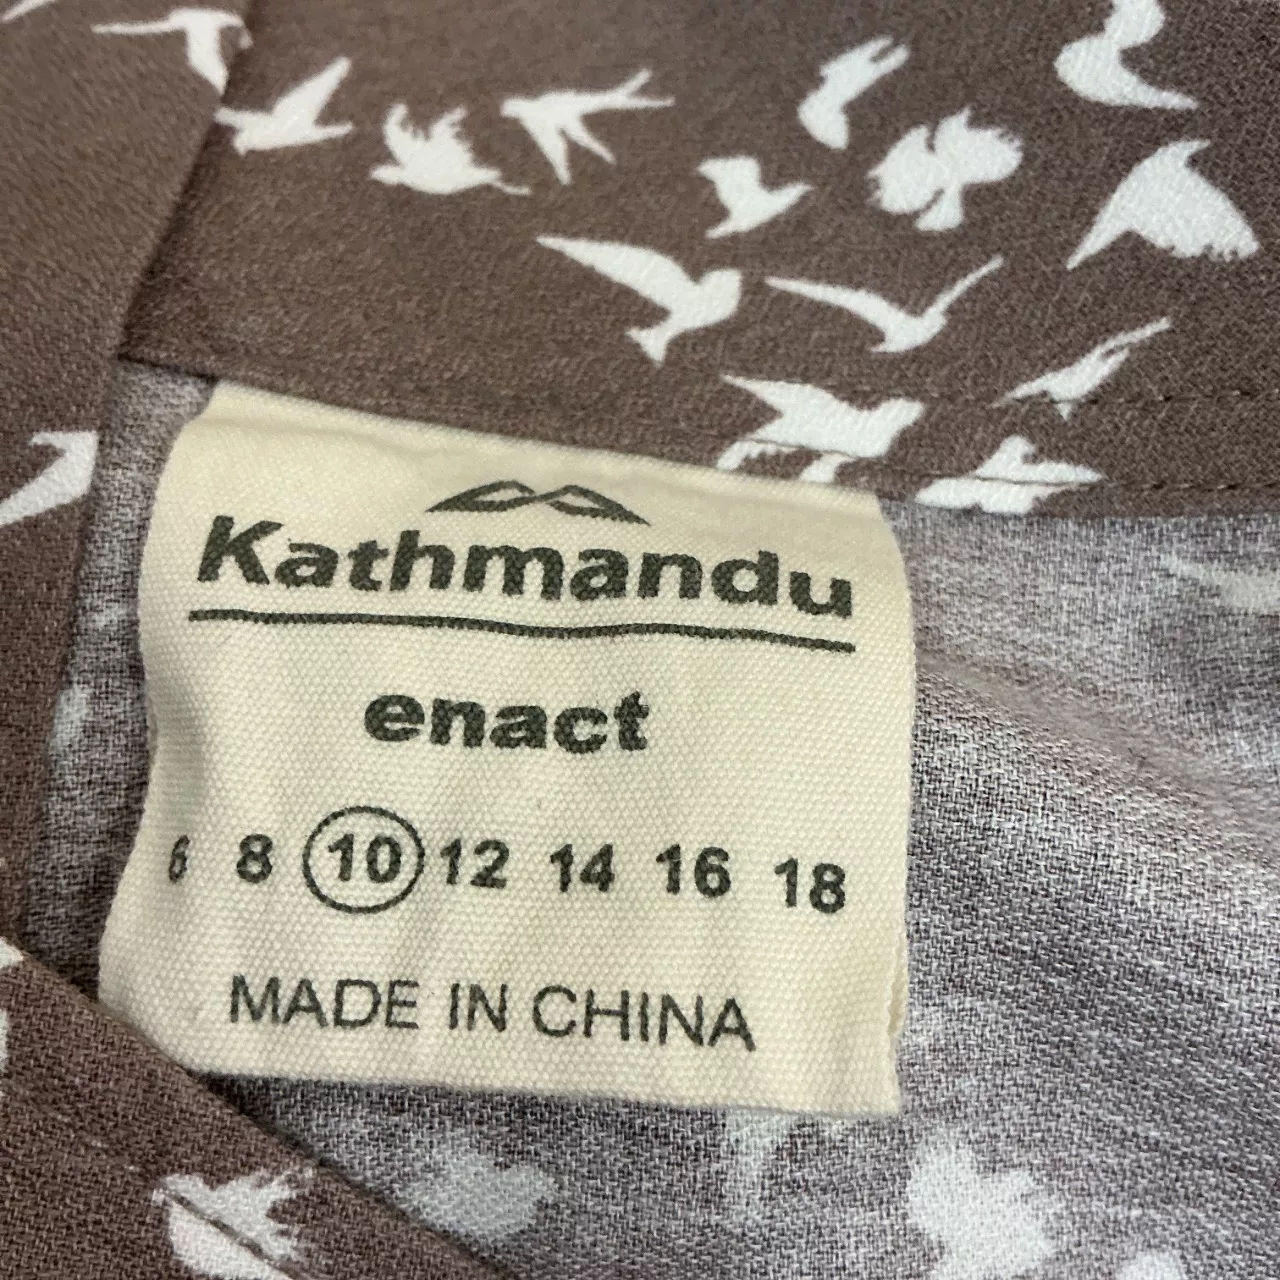 Kathmandu
enact
6 8 10 12 14 16 18
MADE IN CHINA